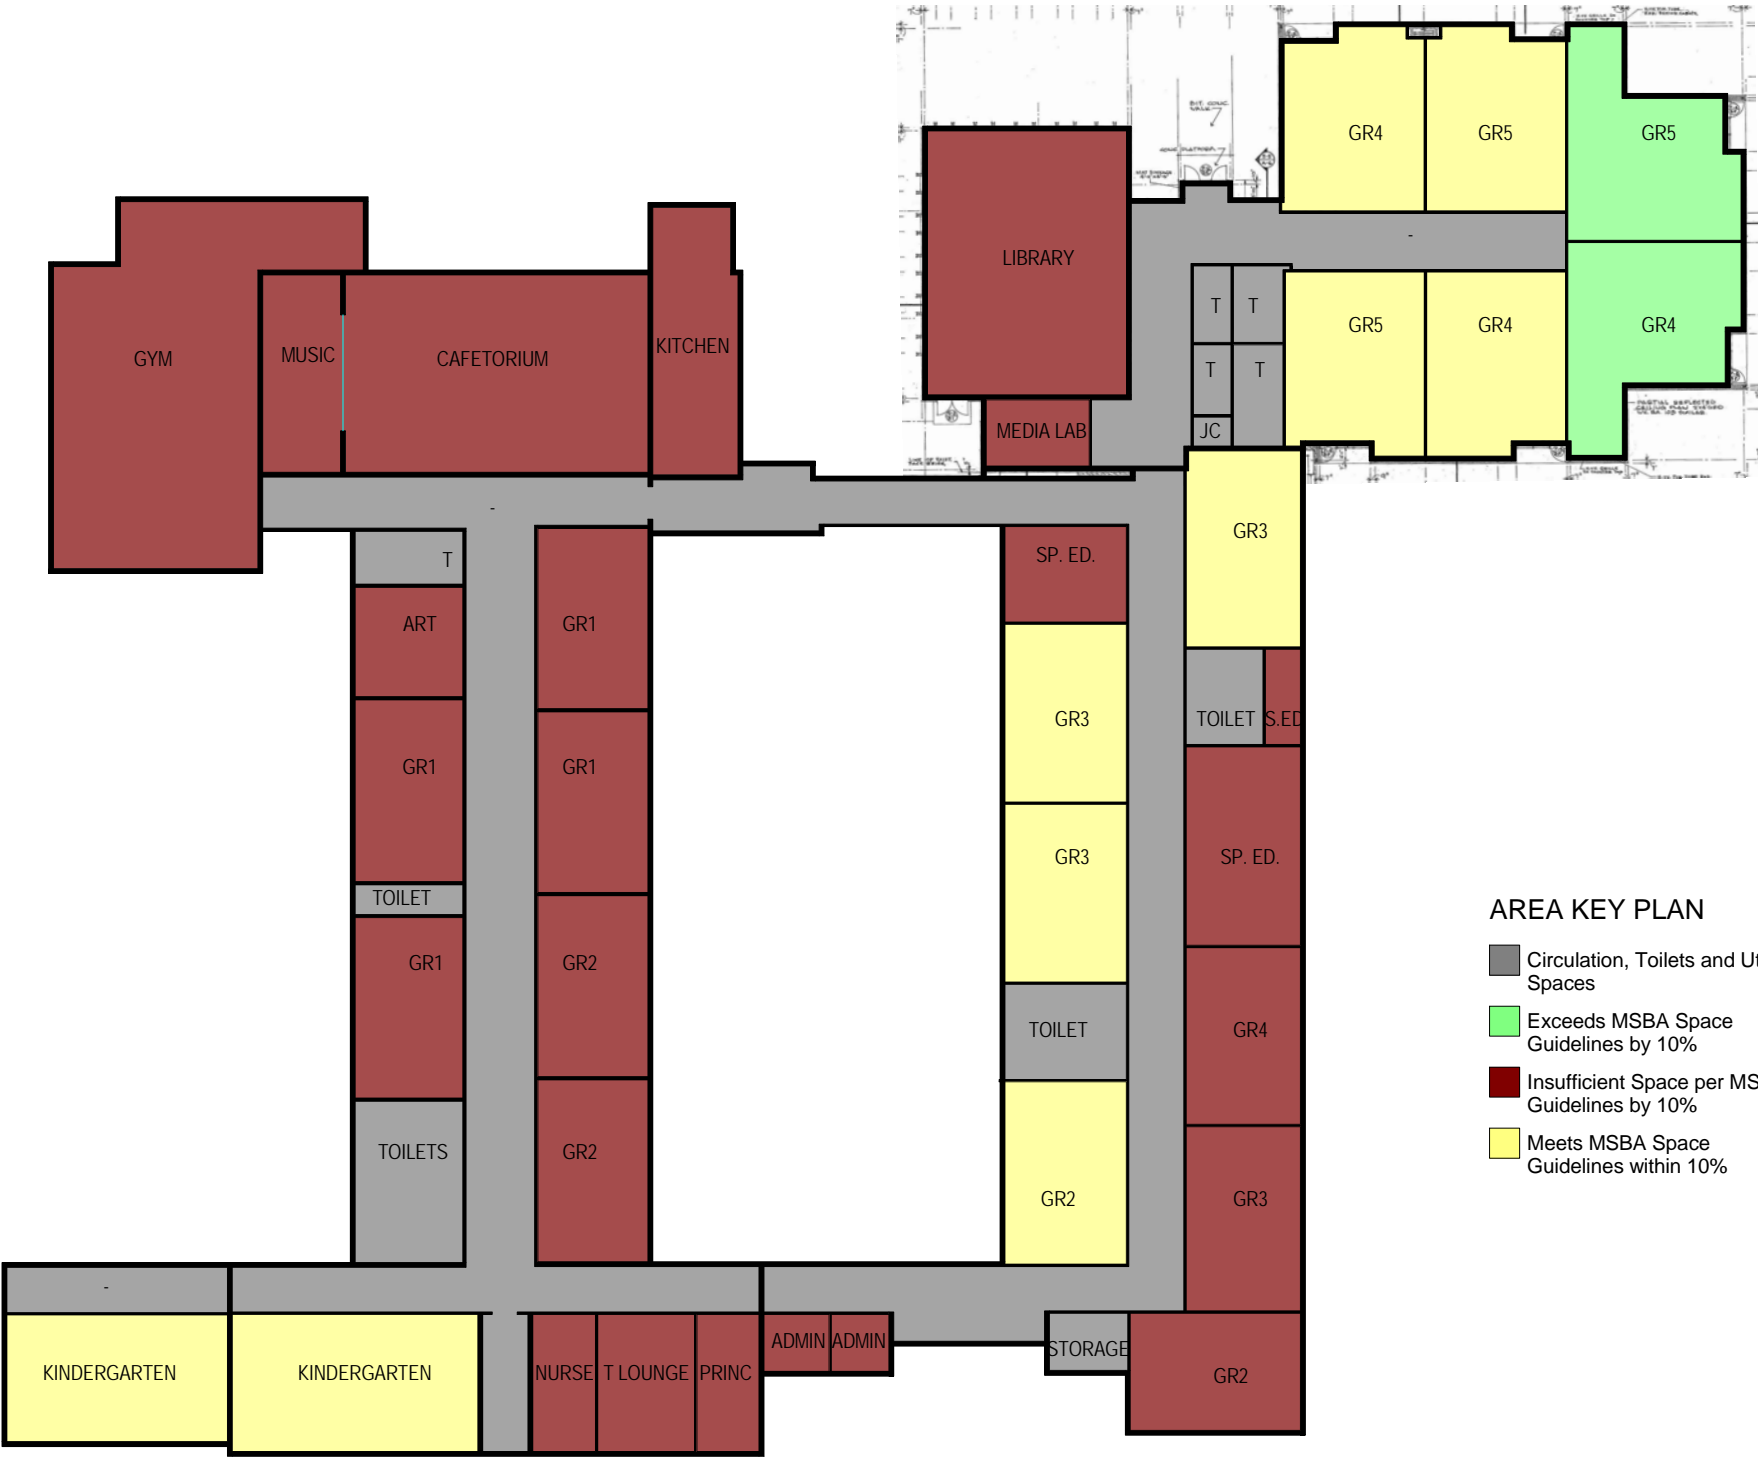 GR4
GR5
GR5
LIBRARY
-
T
T
GR5
GR4
GR4
GYM
MUSIC
CAFETORIUM
KITCHEN
T
T
MEDIA LAB
JC
-
GR3
T
SP. ED.
ART
GR1
GR3
TOILET
S.ED
GR1
GR1
GR3
SP. ED.
TOILET
GR1
GR2
TOILET
GR4
TOILETS
GR2
GR2
GR3
-
KINDERGARTEN
KINDERGARTEN
NURSE
T LOUNGE
PRINC
ADMIN
ADMIN
STORAGE
GR2
AREA KEY PLAN
Circulation, Toilets and Ut
Spaces
Exceeds MSBA Space
Guidelines by 10%
Insufficient Space per MS
Guidelines by 10%
Meets MSBA Space
Guidelines within 10%